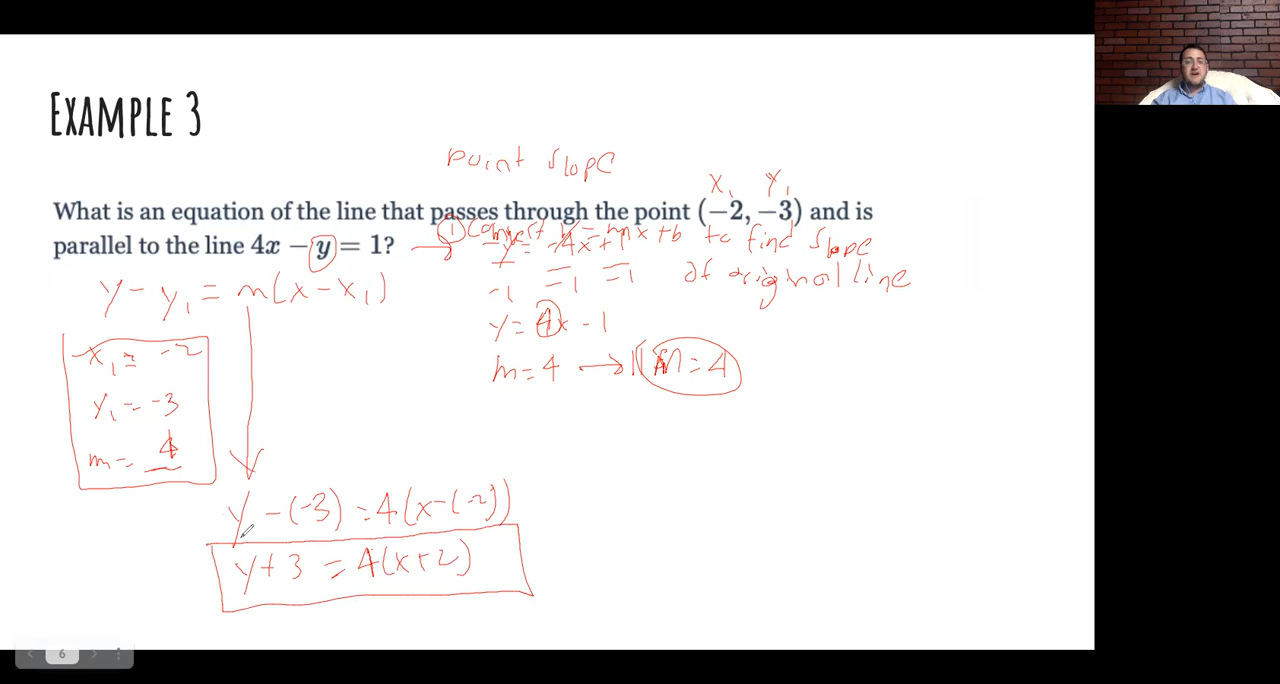 EXAMPLE 3
point slope
x₁ y₁
What is an equation of the line that passes through the point (−2, −3) and is
parallel to the line 4x − y = 1?
① Convert y = mx + b to find slope
of original line
-y = -4x + 1
-1 -1 -1
y = 4x - 1
m = 4 → || m = 4
y - y₁ = m(x - x₁)
x₁ = -2
y₁ = -3
m = 4
y - (-3) = 4(x - (-2))
y + 3 = 4(x + 2)
6